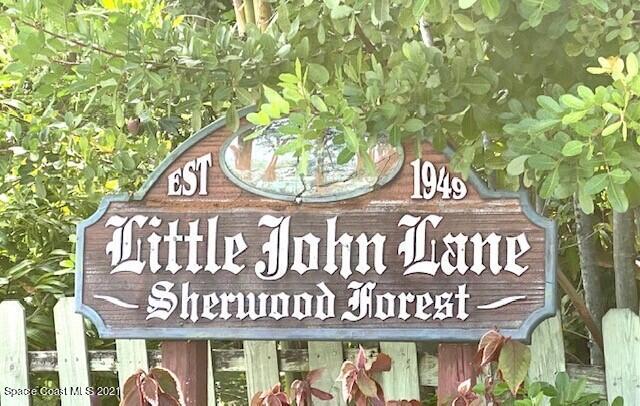 EST 1949
Little John Lane
Sherwood Forest
Space Coast MLS 2021